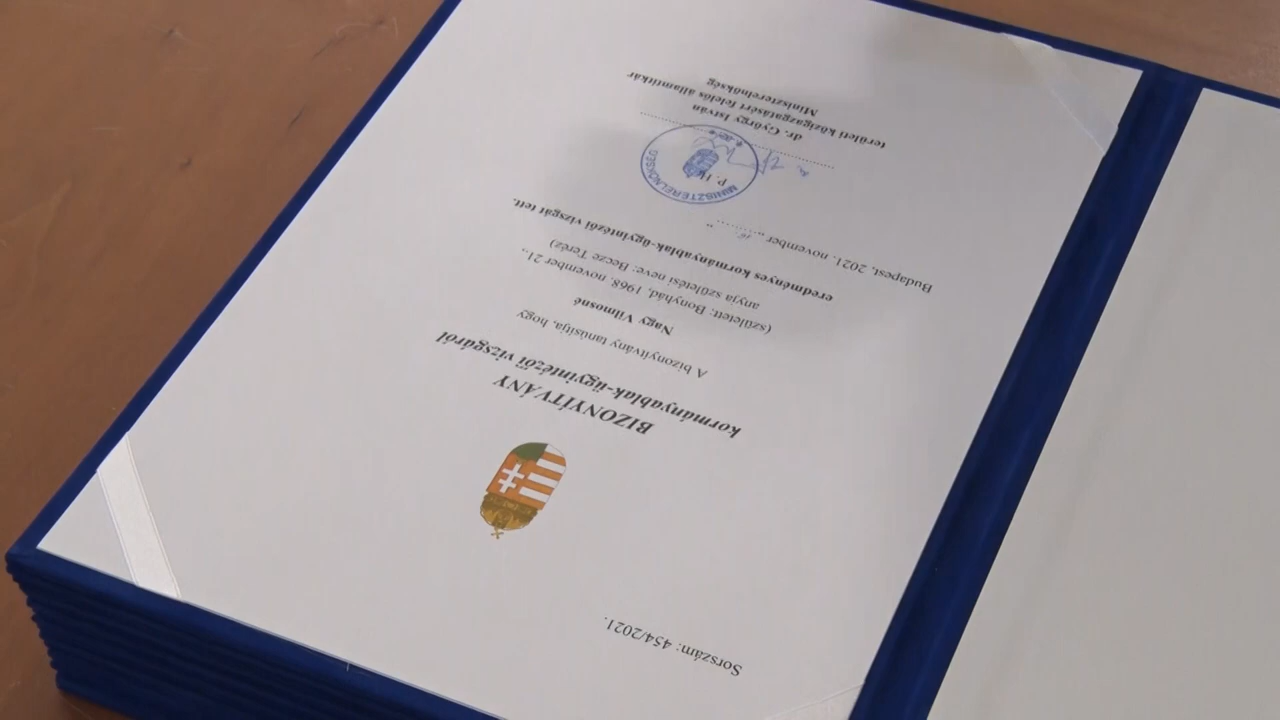 Sorszám: 454/2021.
BIZONYÍTVÁNY
kormányablak-ügyintézői vizsgáról
A bizonyítvány tanúsítja, hogy
Nagy Vilmosné
(született: Bonyhád, 1968. november 21.,
anyja születési neve: Becze Teréz)
eredményes kormányablak-ügyintézői vizsgát tett.
Budapest, 2021. november „ 16. ”
P. H.
MINISZTERELNÖKSÉG
dr. György István
területi közigazgatásért felelős államtitkár
Miniszterelnökség